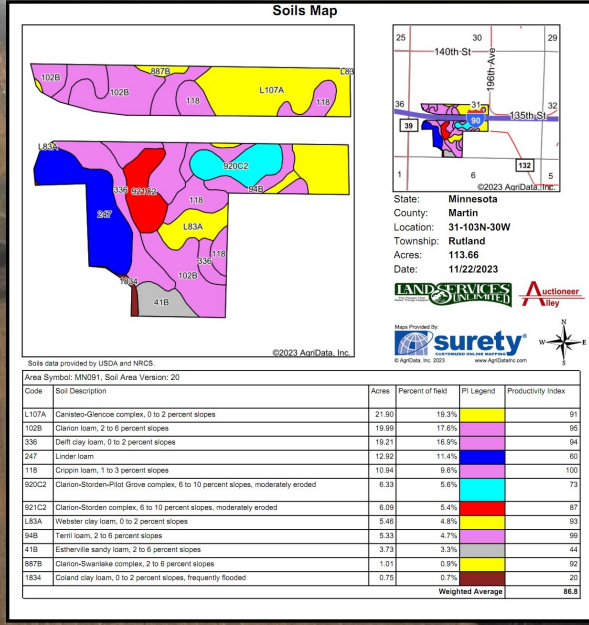 Soils Map
102B
887B
L83
102B
118
L107A
118
L83A
920C2
336
921C2
94B
118
247
L83A
336
118
102B
1834
41B
©2023 AgriData, Inc.
Soils data provided by USDA and NRCS.
25
30
29
140th St
196th Ave
36
31
32
135th St
39
90
132
1
6
5
©2023 AgriData, Inc.
State: Minnesota
County: Martin
Location: 31-103N-30W
Township: Rutland
Acres: 113.66
Date: 11/22/2023
LAND SERVICES
UNLIMITED
Auctioneer
Alley
Maps Provided By:
surety®
CUSTOMIZED ONLINE MAPPING
© AgriData, Inc. 2023 www.AgriDataInc.com
N
W E
S
Area Symbol: MN091, Soil Area Version: 20
Code Soil Description Acres Percent of field PI Legend Productivity Index
L107A Canisteo-Glencoe complex, 0 to 2 percent slopes 21.90 19.3% 91
102B Clarion loam, 2 to 6 percent slopes 19.99 17.6% 95
336 Delft clay loam, 0 to 2 percent slopes 19.21 16.9% 94
247 Linder loam 12.92 11.4% 60
118 Crippin loam, 1 to 3 percent slopes 10.94 9.6% 100
920C2 Clarion-Storden-Pilot Grove complex, 6 to 10 percent slopes, moderately eroded 6.33 5.6% 73
921C2 Clarion-Storden complex, 6 to 10 percent slopes, moderately eroded 6.09 5.4% 87
L83A Webster clay loam, 0 to 2 percent slopes 5.46 4.8% 93
94B Terril loam, 2 to 6 percent slopes 5.33 4.7% 99
41B Estherville sandy loam, 2 to 6 percent slopes 3.73 3.3% 44
887B Clarion-Swanlake complex, 2 to 6 percent slopes 1.01 0.9% 92
1834 Coland clay loam, 0 to 2 percent slopes, frequently flooded 0.75 0.7% 20
Weighted Average 86.8